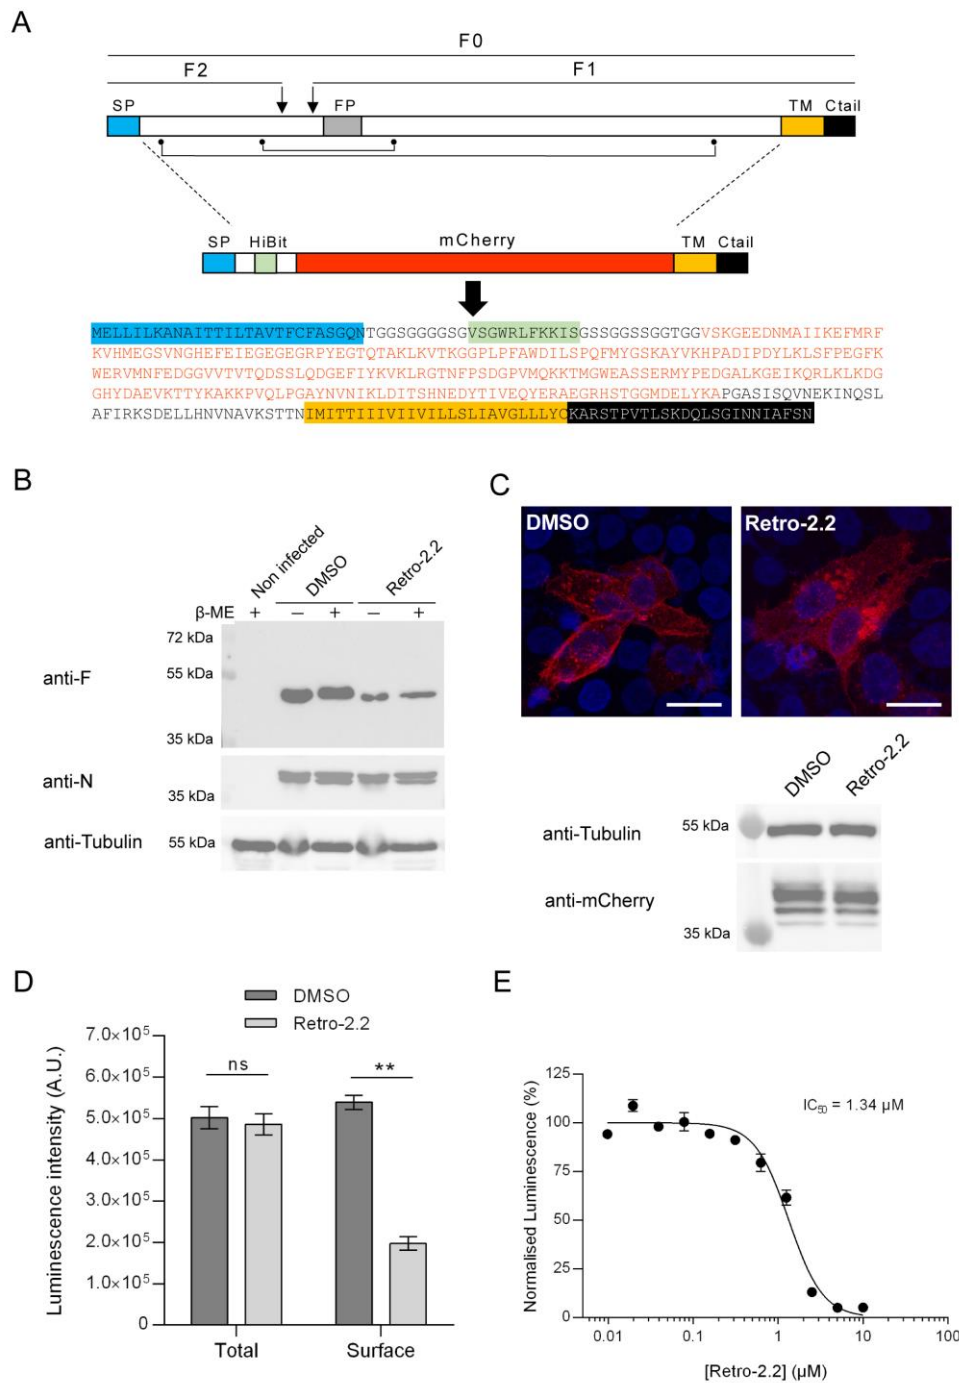 A
F0
F2
F1
SP
FP
TM
Ctail
SP
HiBit
mCherry
TM
Ctail
MELLILKANAITTILTAVTFCFASGQNTGGSGGGGSGVSGWRLFKKISGSSGGSSGGTGGVSKGEEDNMAIIKEFMRF
KVHMEGSVNGHEFEIEGEGEGRPYEGTQTAKLKVTKGGPLPFAWDILSPQFMYGSKAYVKHPADIPDYLKLSFPEGFK
WERVMNFEDGGVVTVTQDSSLQDGEFIYKVKLRGTNFPSDGPVMQKKTMGWEASSERMYPEDGALKGEIKQRLKLKDG
GHYDAEVKTTYKAKKPVQLPGAYNVNIKLDITSHNEDYTIVEQYERAEGRHSTGGMDELYKAPGASISQVNEKINQSL
AFIRKSDELLHNVNAVKSTTNIMITTIIIVIIVILLSLIAVGLLLYCKARSTPVTLSKDQLSGINNIAFSN
B
Non infected
DMSO
Retro-2.2
β-ME
+
–
+
–
+
72 kDa
anti-F
55 kDa
35 kDa
anti-N
35 kDa
anti-Tubulin
55 kDa
C
DMSO
Retro-2.2
DMSO
Retro-2.2
anti-Tubulin
55 kDa
anti-mCherry
35 kDa
D
DMSO
Retro-2.2
Luminescence intensity (A.U.)
7.0×10⁵
6.0×10⁵
5.0×10⁵
4.0×10⁵
3.0×10⁵
2.0×10⁵
1.0×10⁵
0
ns
**
Total
Surface
E
Normalised Luminescence (%)
125
100
75
50
25
0
IC₅₀ = 1.34 µM
0.01
0.1
1
10
100
[Retro-2.2] (µM)